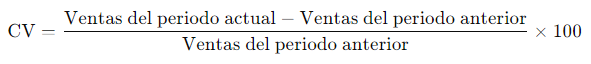 CV = Ventas del periodo actual − Ventas del periodo anterior
Ventas del periodo anterior × 100